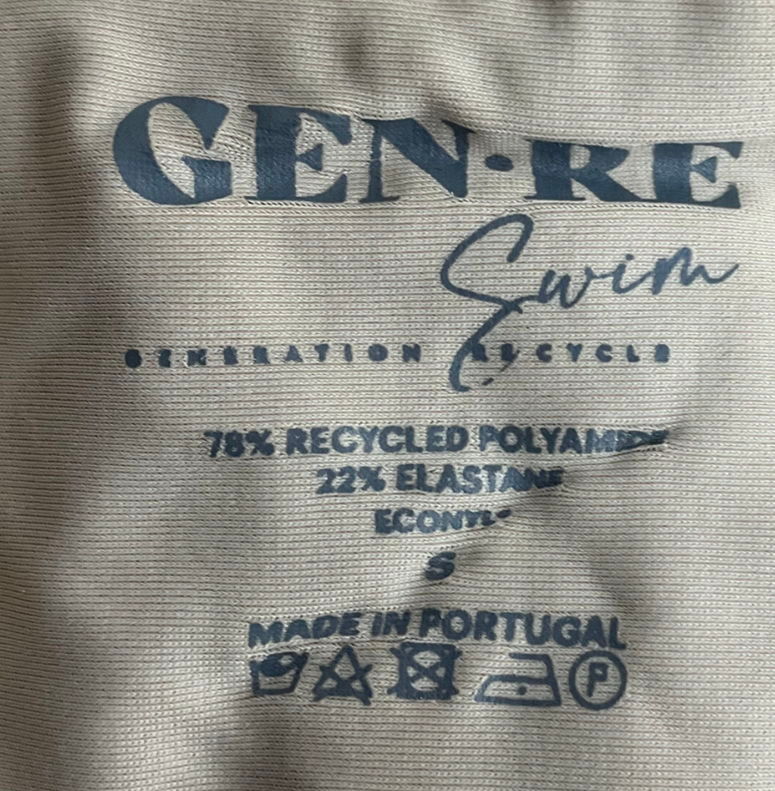 GEN·RE
Swim
GENERATION RECYCLE
78% RECYCLED POLYAMIDE
22% ELASTANE
ECONYL®
S
MADE IN PORTUGAL
P